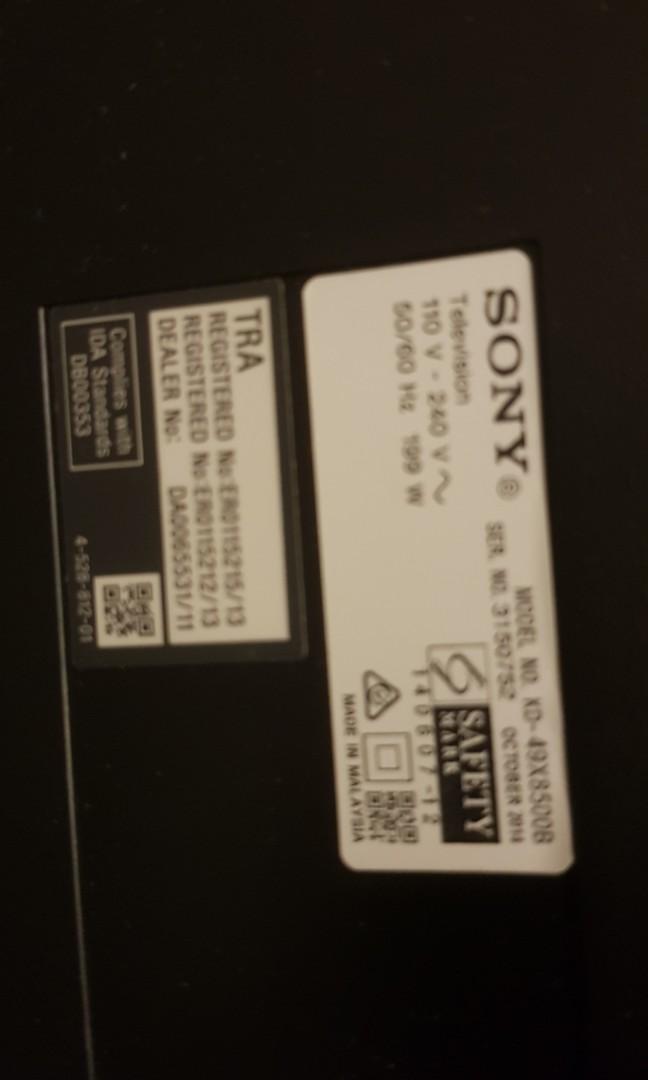 SONY®
MODEL NO. KD-49X8500B
SER. NO. 3150752 OCTOBER 2014
Television
110 V - 240 V ~
50/60 Hz 199 W
SAFETY
MARK
140607-12
MADE IN MALAYSIA
TRA
REGISTERED No:ER0115215/13
REGISTERED No:ER0115212/13
DEALER No: DA0065531/11
Complies with
IDA Standards
DB00353
4-528-812-01